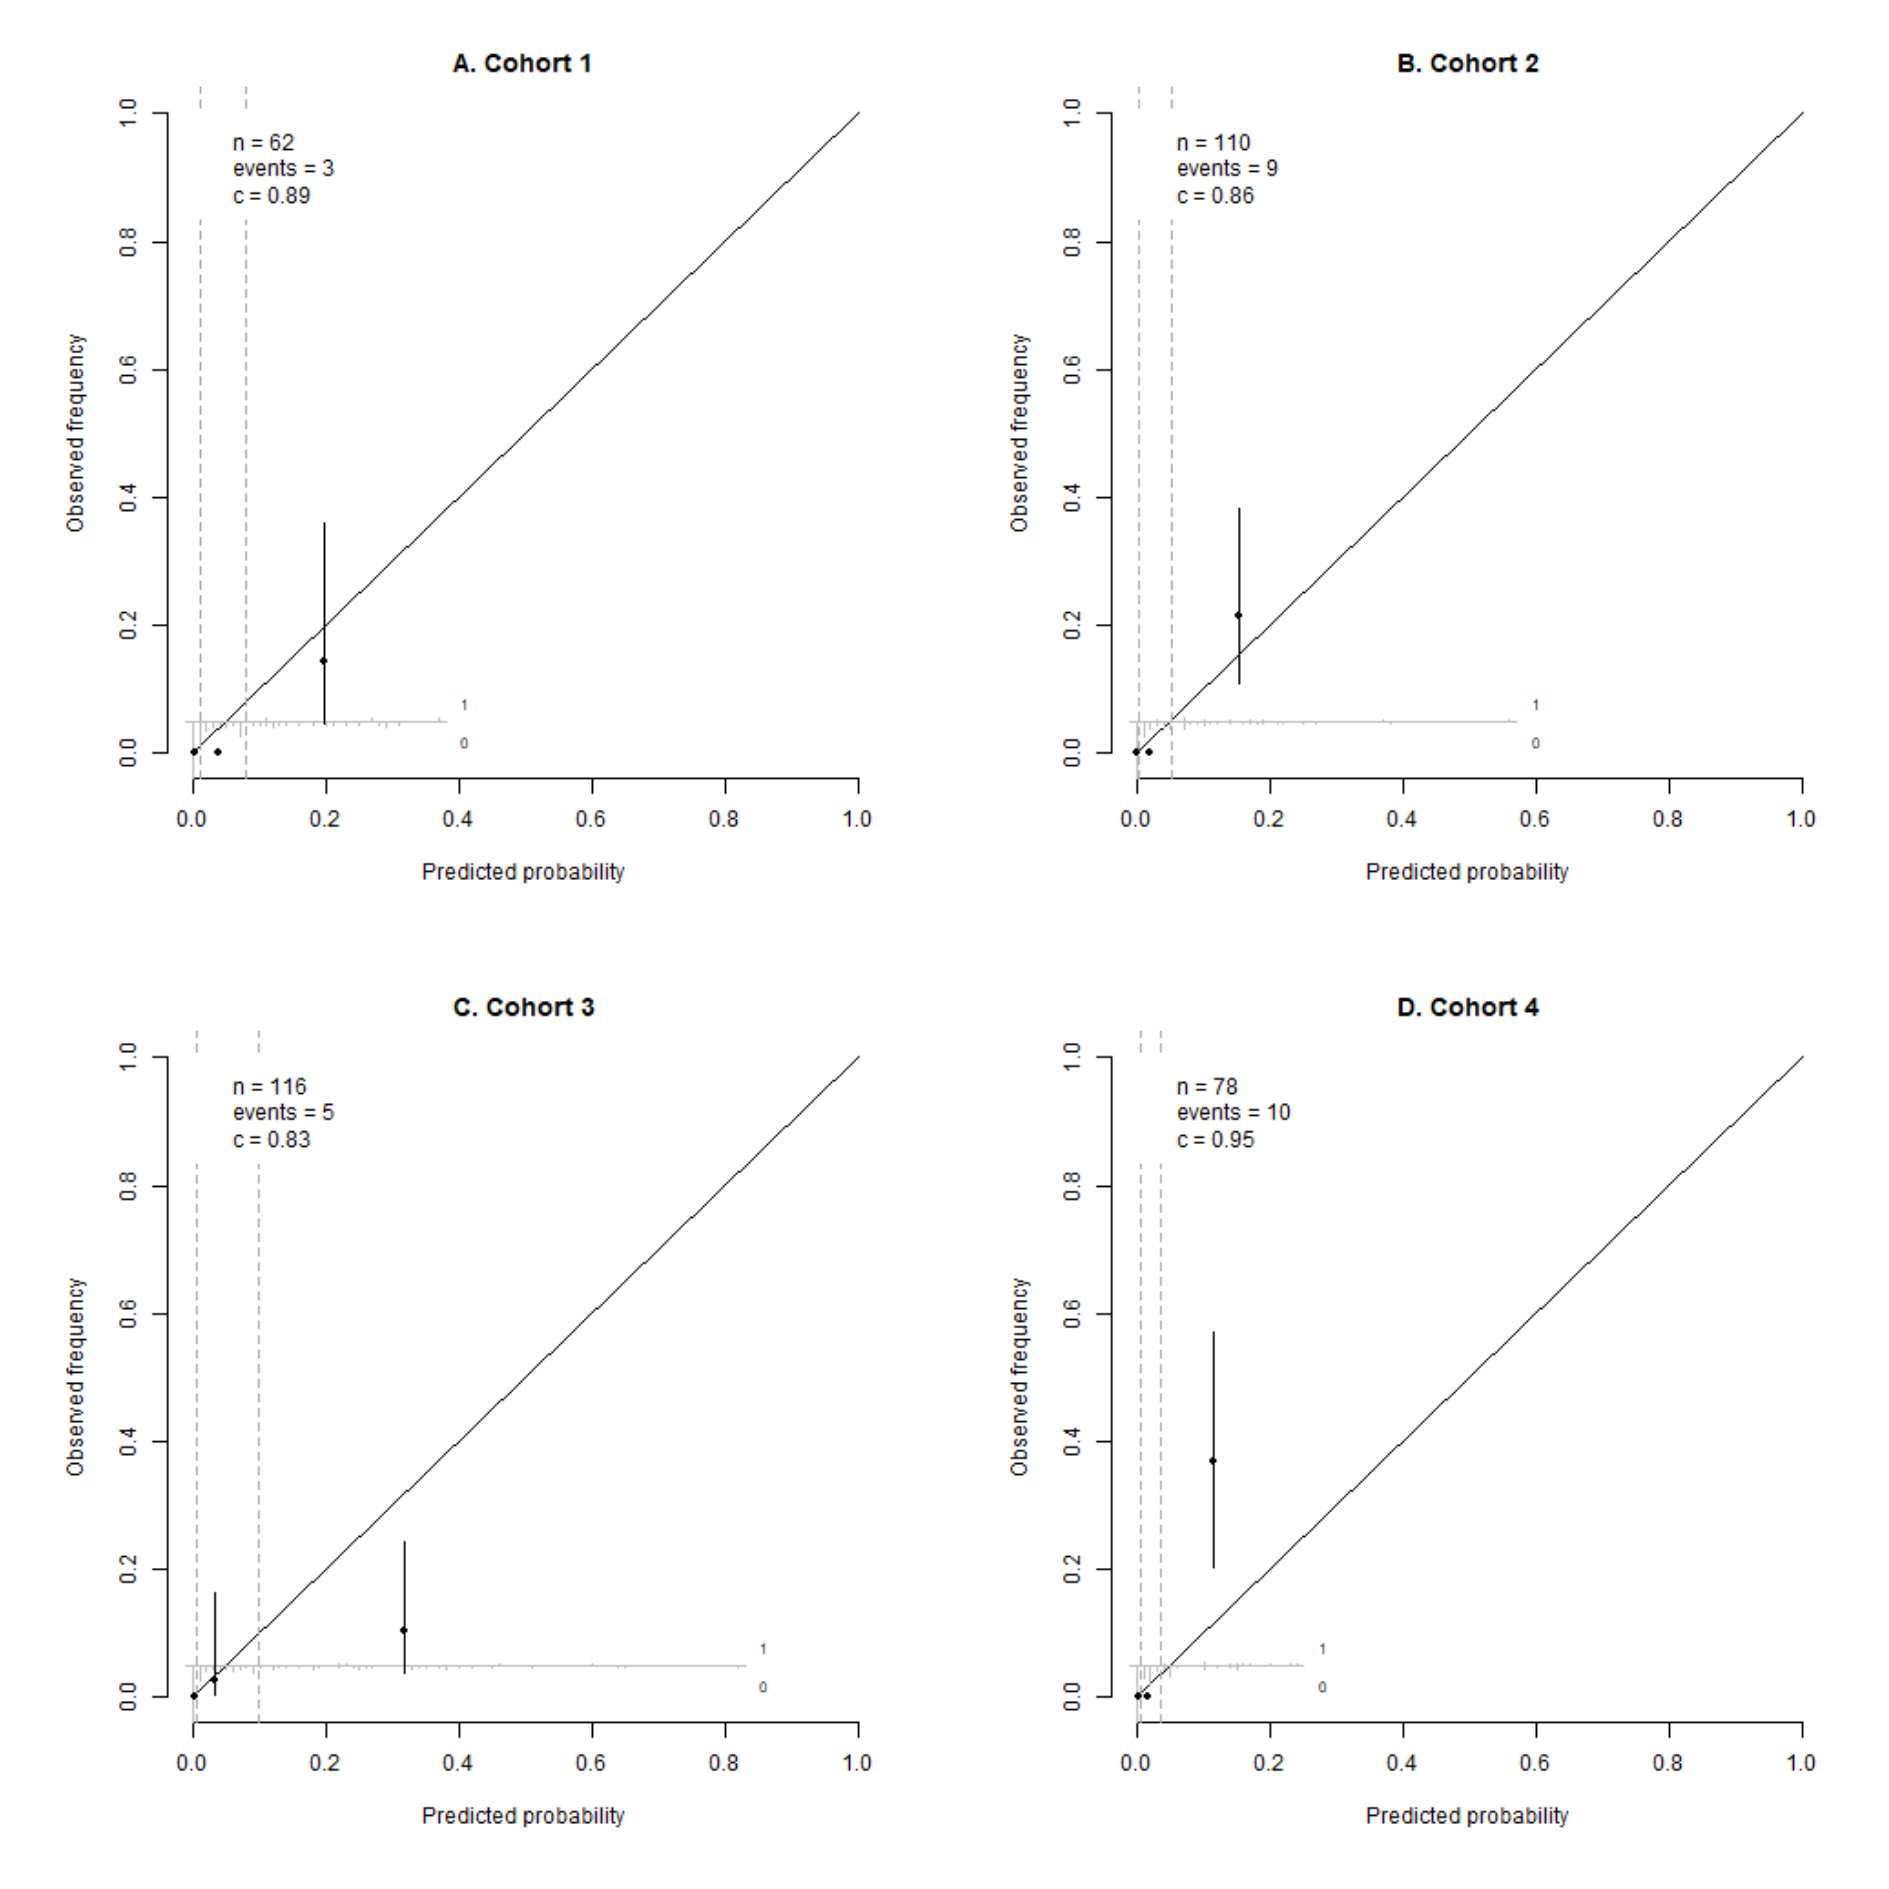 A. Cohort 1
n = 62
events = 3
c = 0.89
1
0
0.0 0.2 0.4 0.6 0.8 1.0
Observed frequency
0.0 0.2 0.4 0.6 0.8 1.0
Predicted probability
B. Cohort 2
n = 110
events = 9
c = 0.86
1
0
0.0 0.2 0.4 0.6 0.8 1.0
Observed frequency
0.0 0.2 0.4 0.6 0.8 1.0
Predicted probability
C. Cohort 3
n = 116
events = 5
c = 0.83
1
0
0.0 0.2 0.4 0.6 0.8 1.0
Observed frequency
0.0 0.2 0.4 0.6 0.8 1.0
Predicted probability
D. Cohort 4
n = 78
events = 10
c = 0.95
1
0
0.0 0.2 0.4 0.6 0.8 1.0
Observed frequency
0.0 0.2 0.4 0.6 0.8 1.0
Predicted probability